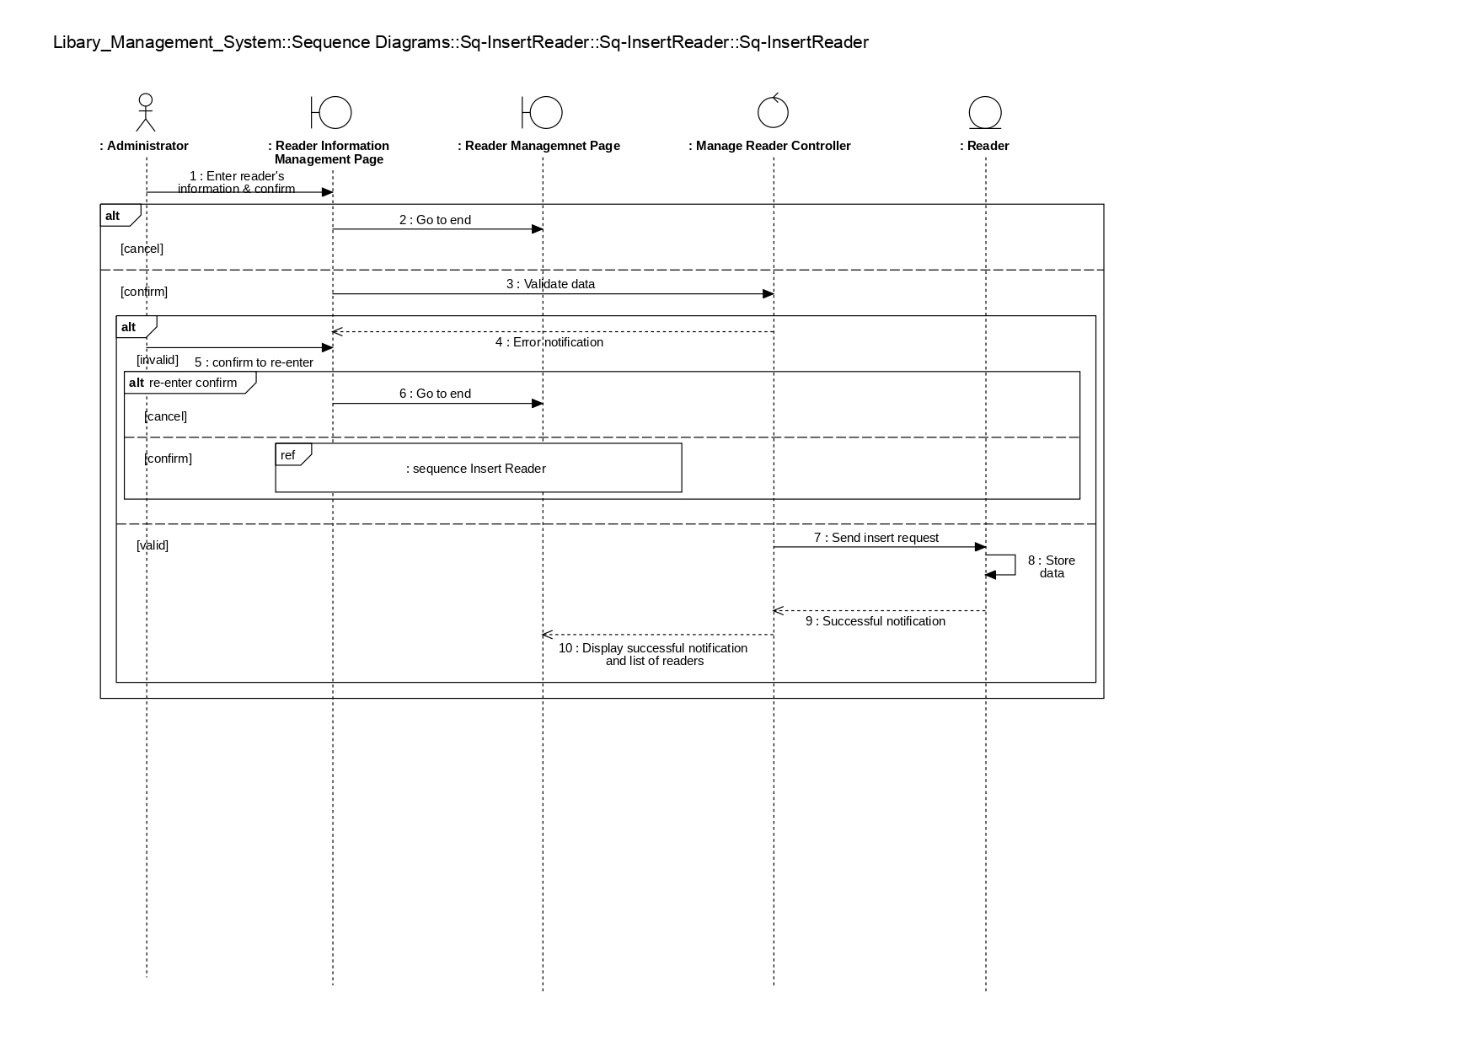 Libary_Management_System::Sequence Diagrams::Sq-InsertReader::Sq-InsertReader::Sq-InsertReader
: Administrator
: Reader Information
Management Page
: Reader Managemnet Page
: Manage Reader Controller
: Reader
1 : Enter reader's
information & confirm
alt
2 : Go to end
[cancel]
3 : Validate data
[confirm]
alt
4 : Error notification
[invalid]
5 : confirm to re-enter
alt re-enter confirm
6 : Go to end
[cancel]
ref
[confirm]
: sequence Insert Reader
7 : Send insert request
[valid]
8 : Store
data
9 : Successful notification
10 : Display successful notification
and list of readers